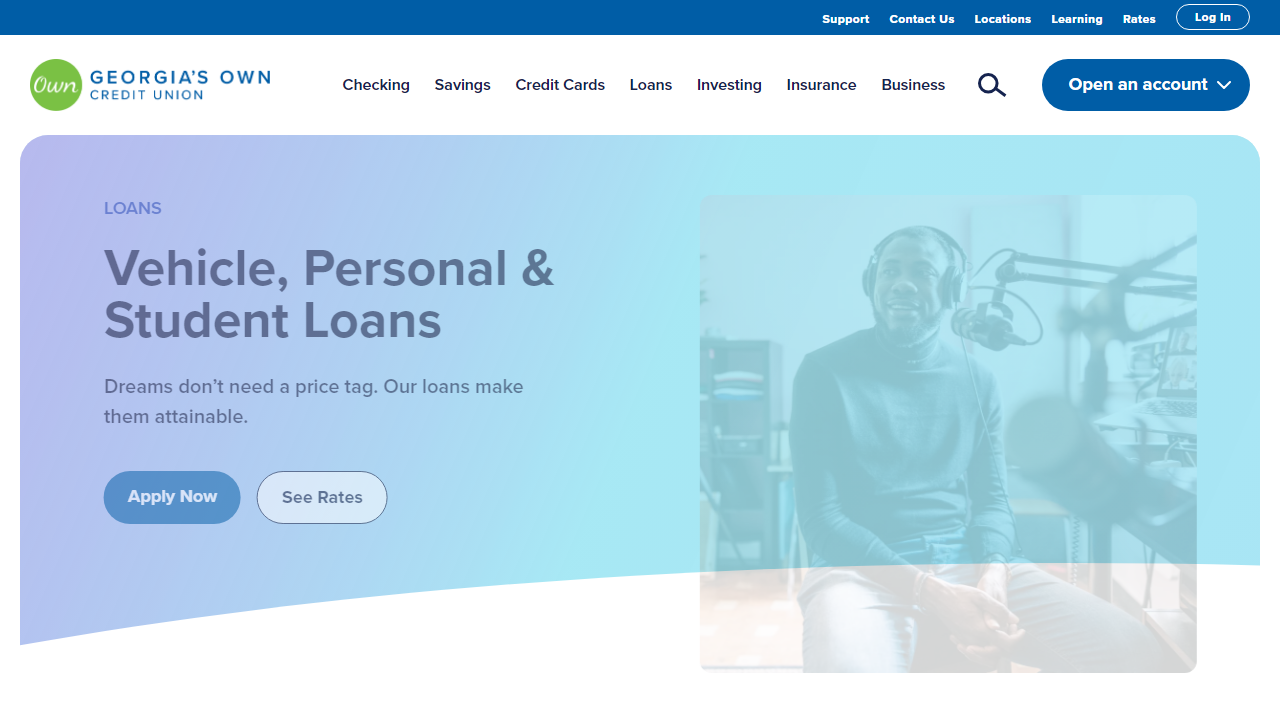 Support Contact Us Locations Learning Rates Log In
Own GEORGIA'S OWN
CREDIT UNION
Checking Savings Credit Cards Loans Investing Insurance Business Open an account
LOANS
Vehicle, Personal &
Student Loans
Dreams don’t need a price tag. Our loans make
them attainable.
Apply Now See Rates